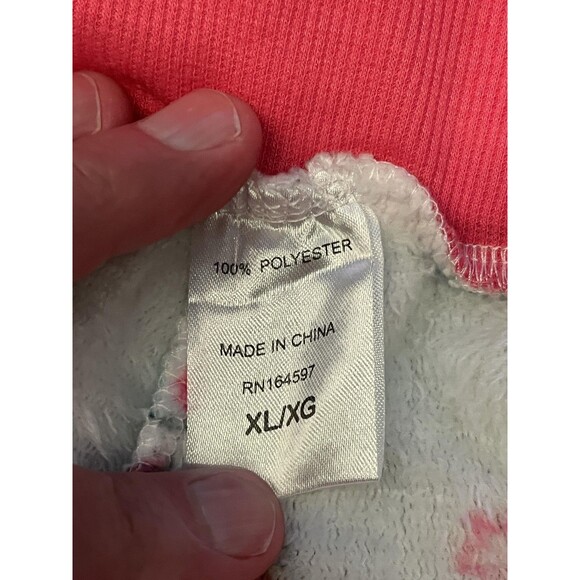 100% POLYESTER
MADE IN CHINA
RN164597
XL/XG